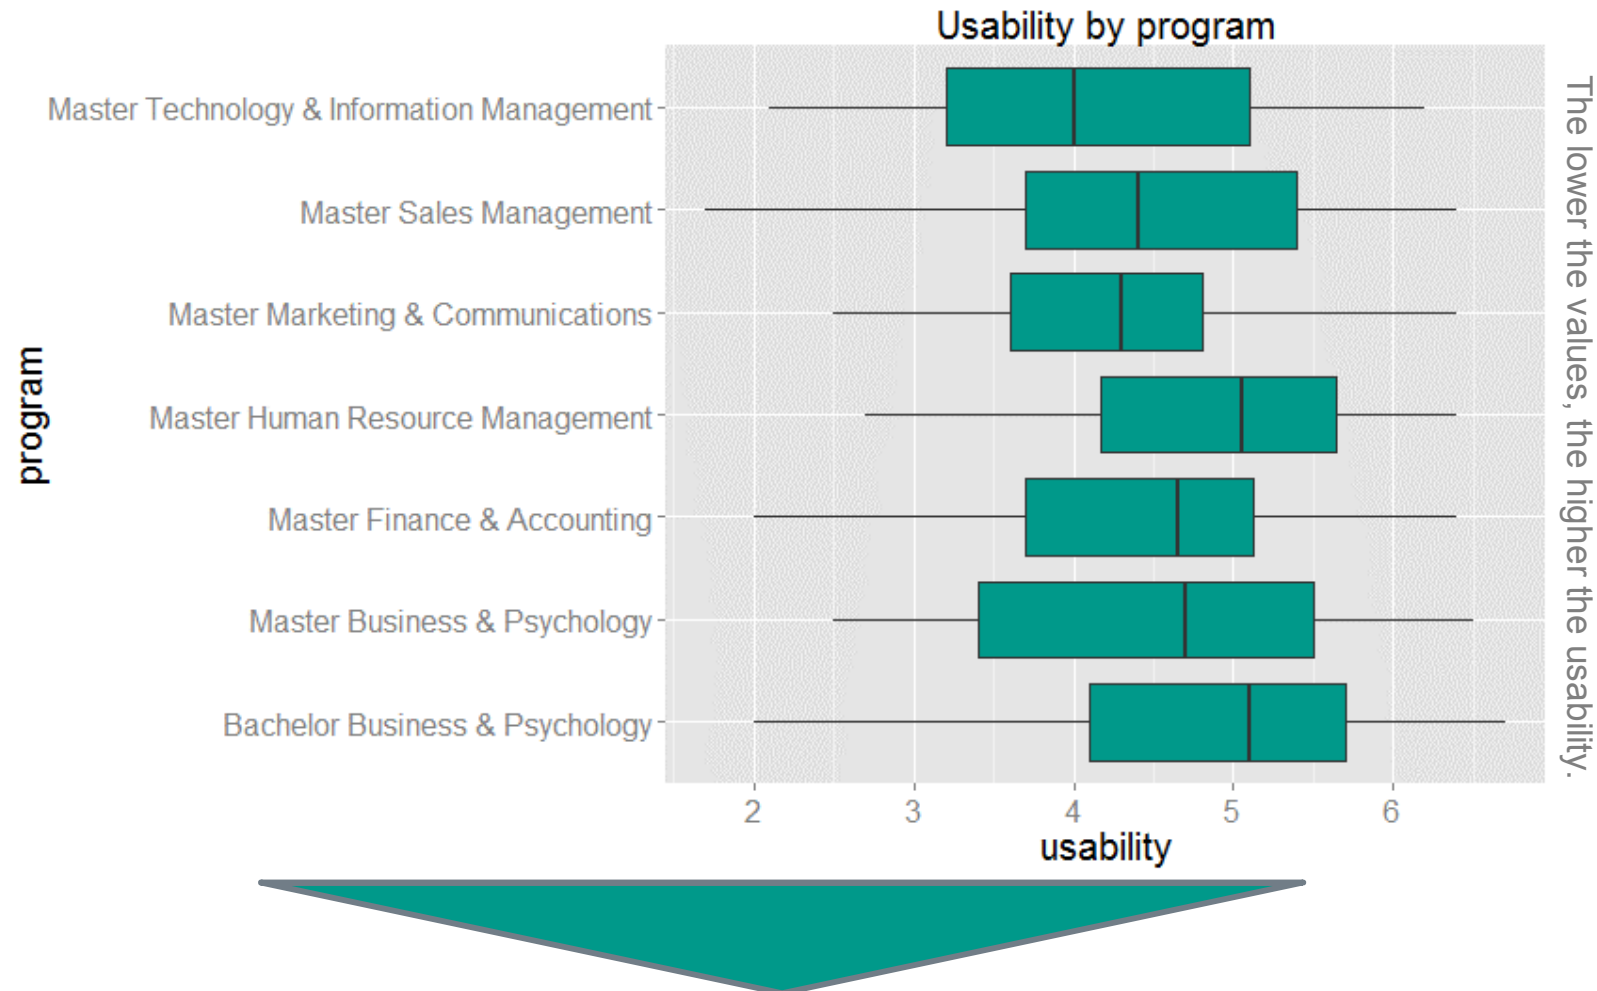 Usability by program
Master Technology & Information Management
Master Sales Management
Master Marketing & Communications
Master Human Resource Management
Master Finance & Accounting
Master Business & Psychology
Bachelor Business & Psychology
program
2 3 4 5 6
usability
The lower the values, the higher the usability.